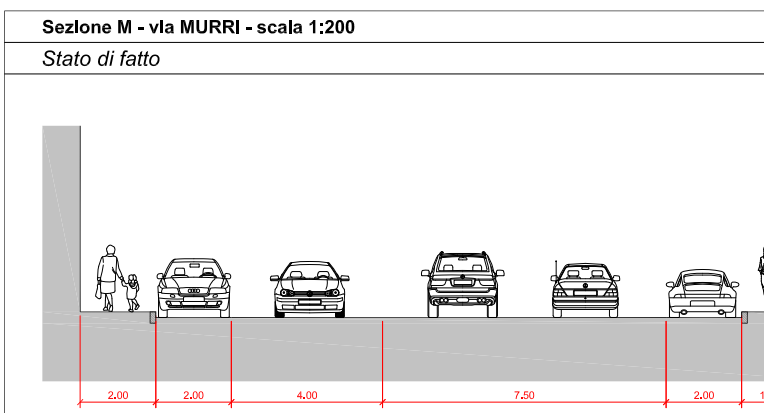 Sezione M - via MURRI - scala 1:200
Stato di fatto
2.00 2.00 4.00 7.50 2.00